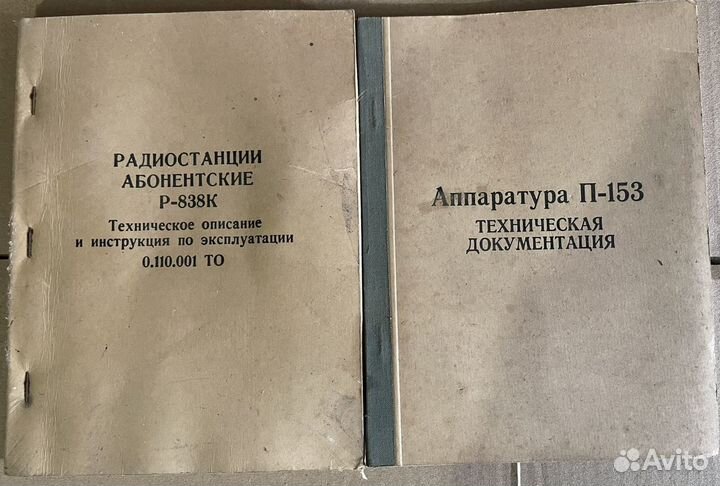 РАДИОСТАНЦИИ
АБОНЕНТСКИЕ
Р-838К
Техническое описание
и инструкция по эксплуатации
0.110.001 ТО
Аппаратура П-153
ТЕХНИЧЕСКАЯ
ДОКУМЕНТАЦИЯ
Avito